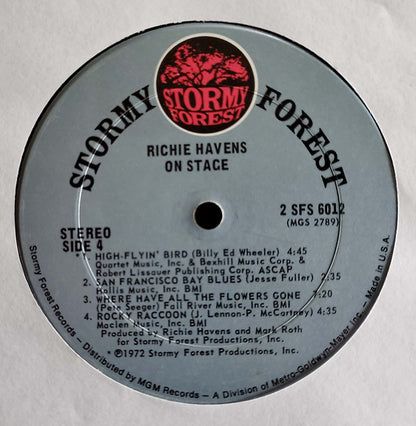 STORMY
FOREST
STORMY FOREST
RICHIE HAVENS
ON STAGE
2 SFS 6012
(MGS 2789)
STEREO
SIDE 4
*1. HIGH-FLYIN' BIRD (Billy Ed Wheeler) 4:45
Quartet Music, Inc. & Bexhill Music Corp. &
Robert Lissauer Publishing Corp. ASCAP
2. SAN FRANCISCO BAY BLUES (Jesse Fuller) 2:35
Hollis Music, Inc. BMI
3. WHERE HAVE ALL THE FLOWERS GONE 7:20
(Pete Seeger) Fall River Music, Inc. BMI
4. ROCKY RACCOON (J. Lennon-P. McCartney) 4:35
Maclen Music, Inc. BMI
Produced by Richie Havens and Mark Roth
for Stormy Forest Productions, Inc.
* ℗1972 Stormy Forest Productions, Inc.
Stormy Forest Records - Distributed by MGM Records - A Division of Metro-Goldwyn-Mayer Inc. - Made in U.S.A.